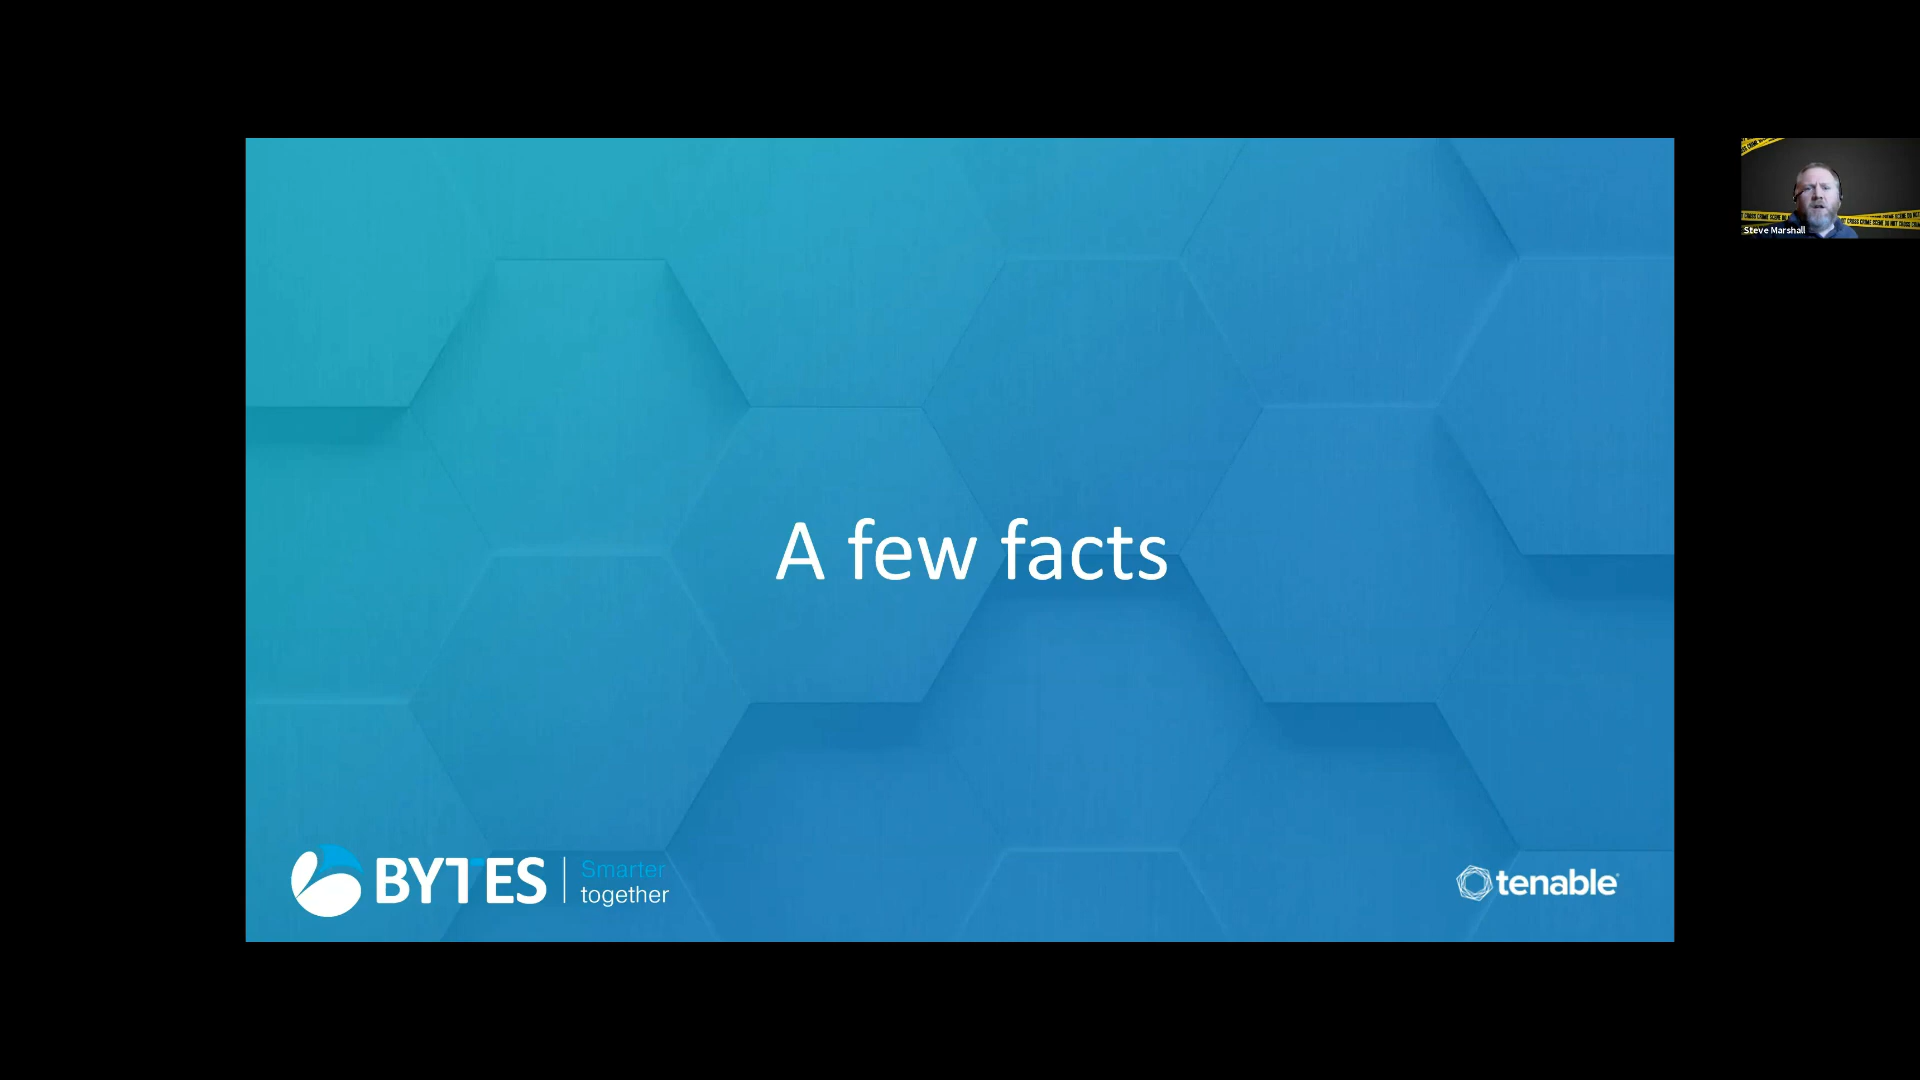 A few facts
BYTES
Smarter
together
tenable
Steve Marshall